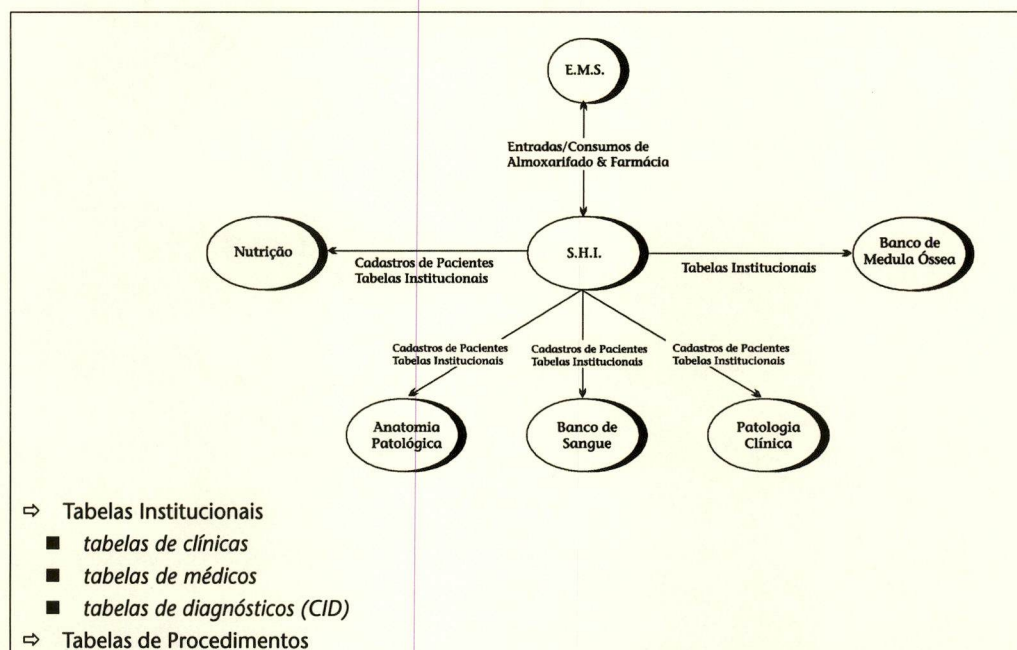 E.M.S.
Entradas/Consumos de
Almoxarifado & Farmácia
Nutrição
Cadastros de Pacientes
Tabelas Institucionais
S.H.I.
Tabelas Institucionais
Banco de
Medula Óssea
Cadastros de Pacientes
Tabelas Institucionais
Cadastros de Pacientes
Tabelas Institucionais
Cadastros de Pacientes
Tabelas Institucionais
Anatomia
Patológica
Banco de
Sangue
Patologia
Clínica
⇨ Tabelas Institucionais
■ tabelas de clínicas
■ tabelas de médicos
■ tabelas de diagnósticos (CID)
⇨ Tabelas de Procedimentos